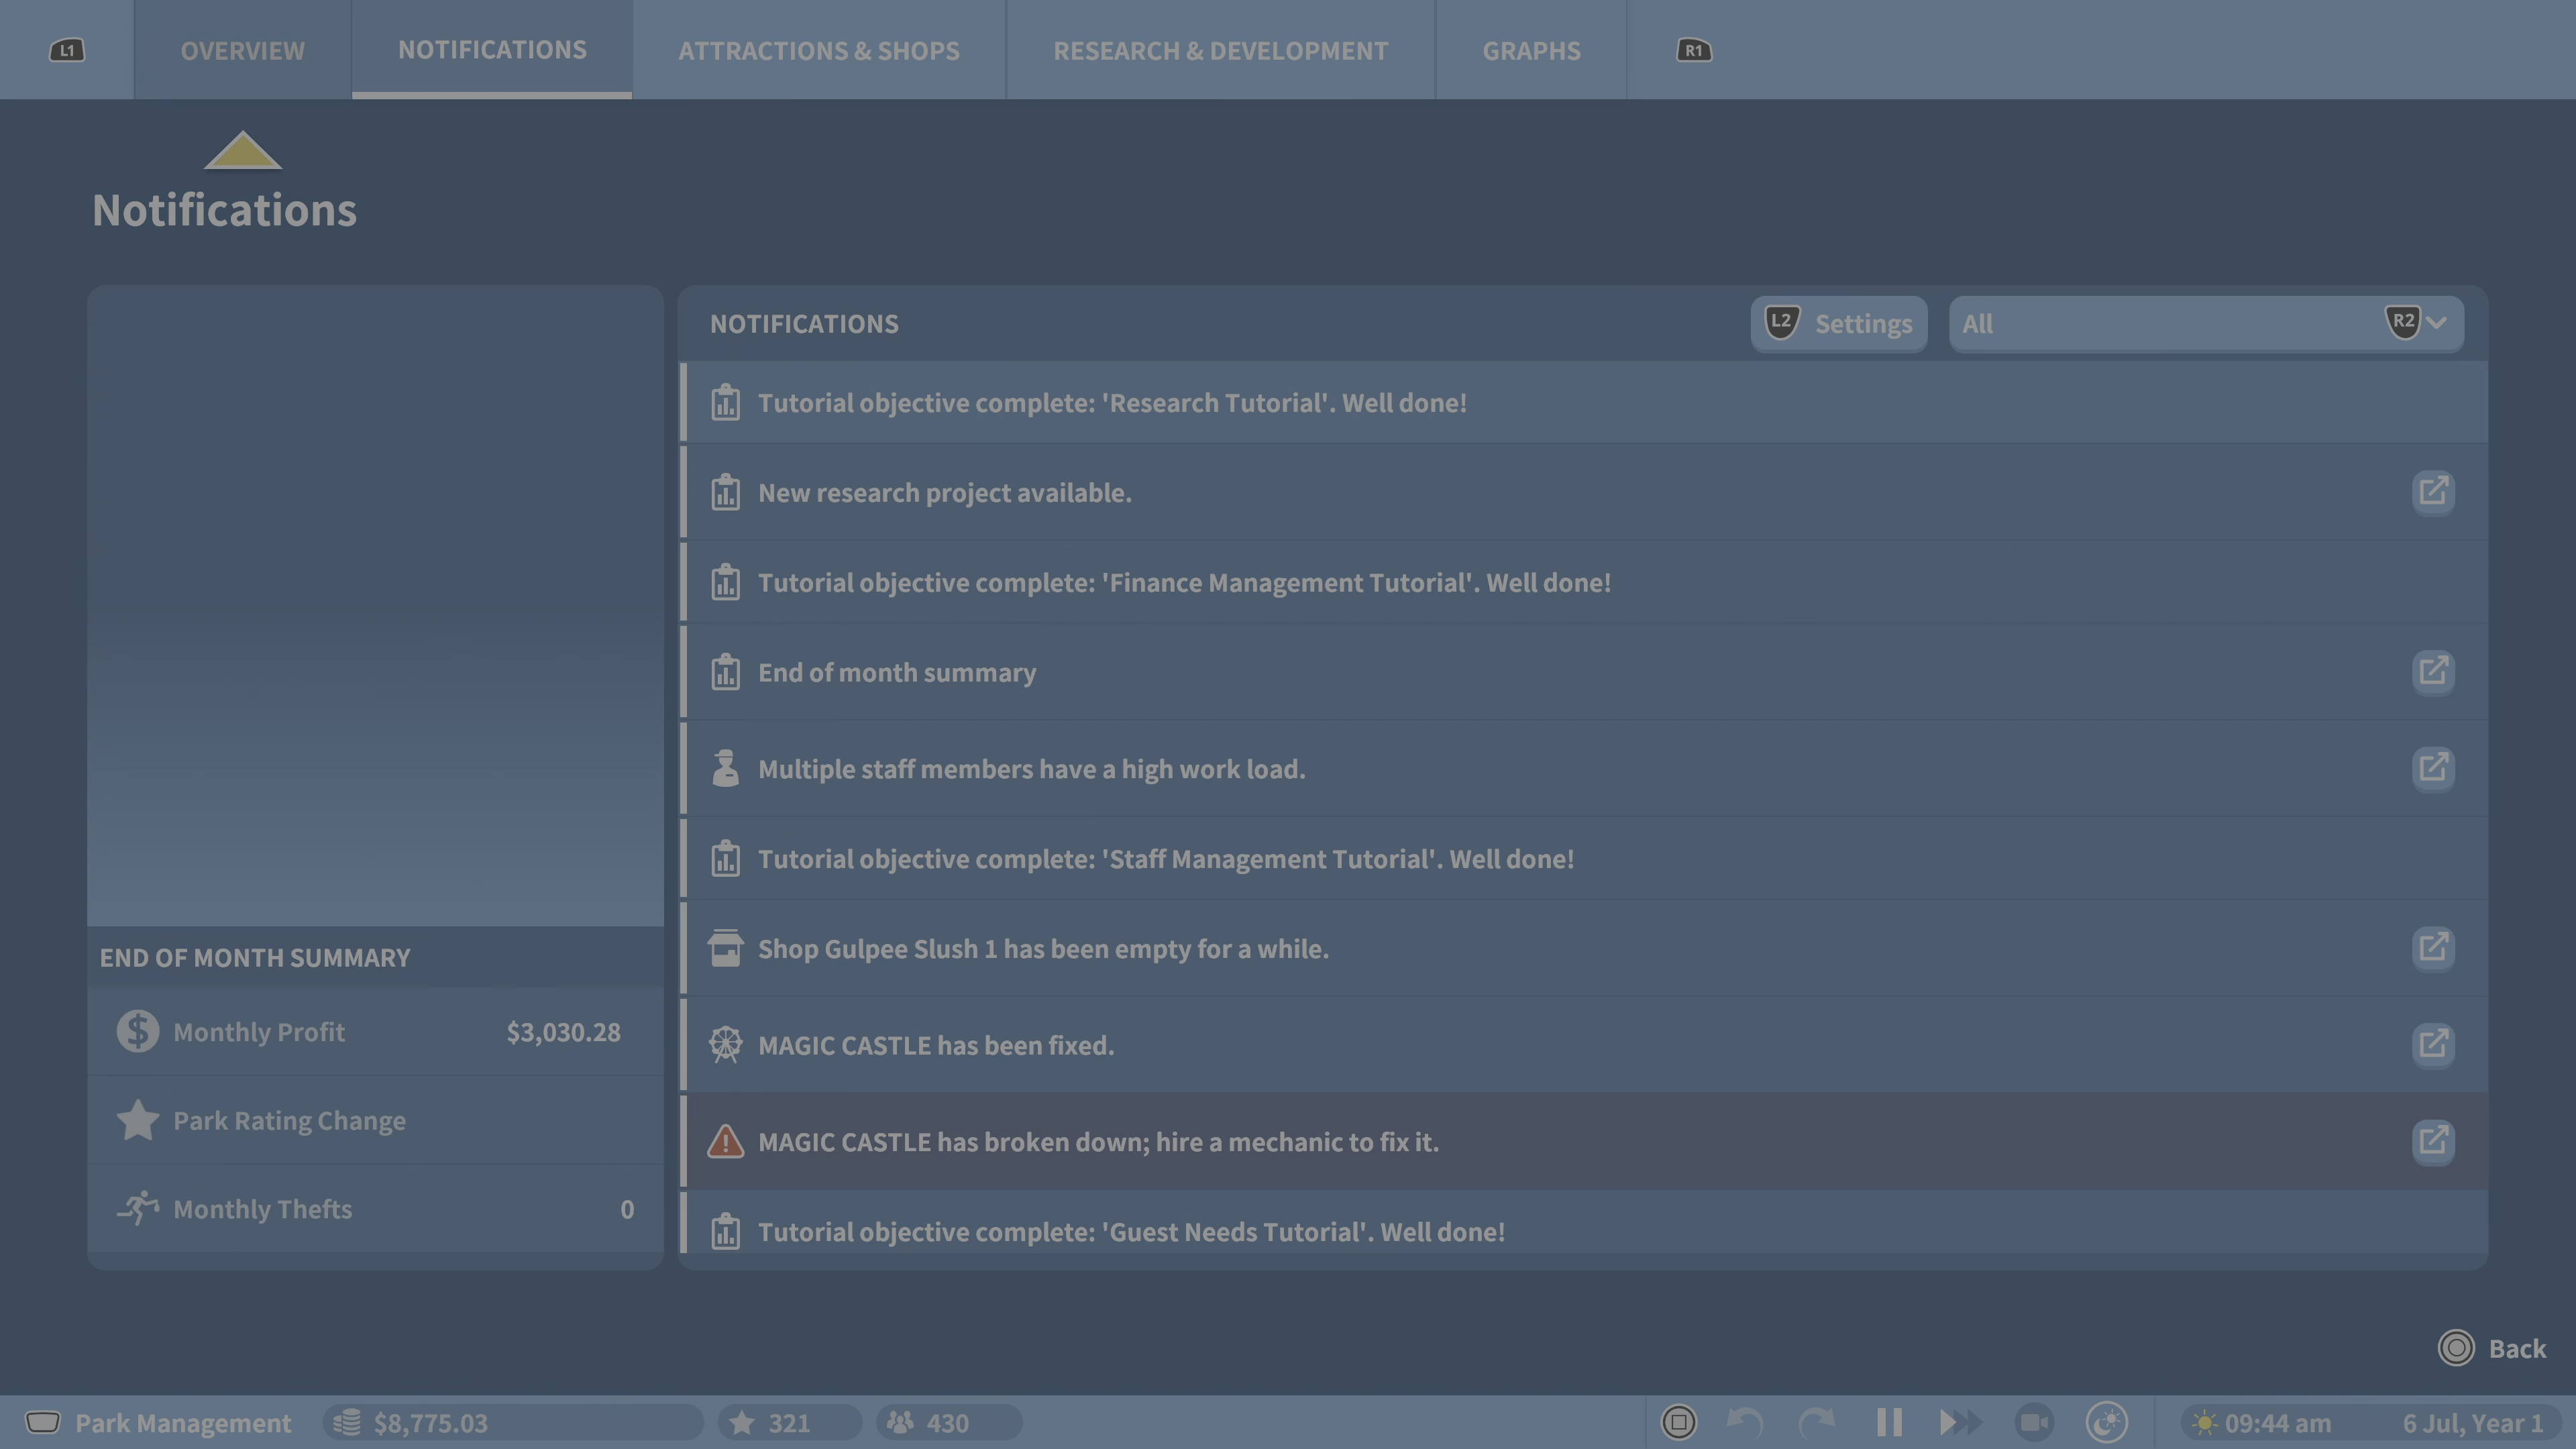 L1 OVERVIEW NOTIFICATIONS ATTRACTIONS & SHOPS RESEARCH & DEVELOPMENT GRAPHS R1
Notifications
NOTIFICATIONS L2 Settings All R2
Tutorial objective complete: 'Research Tutorial'. Well done!
New research project available.
Tutorial objective complete: 'Finance Management Tutorial'. Well done!
End of month summary
Multiple staff members have a high work load.
Tutorial objective complete: 'Staff Management Tutorial'. Well done!
Shop Gulpee Slush 1 has been empty for a while.
MAGIC CASTLE has been fixed.
MAGIC CASTLE has broken down; hire a mechanic to fix it.
Tutorial objective complete: 'Guest Needs Tutorial'. Well done!
END OF MONTH SUMMARY
Monthly Profit $3,030.28
Park Rating Change
Monthly Thefts 0
Back
Park Management $8,775.03 321 430 09:44 am 6 Jul, Year 1